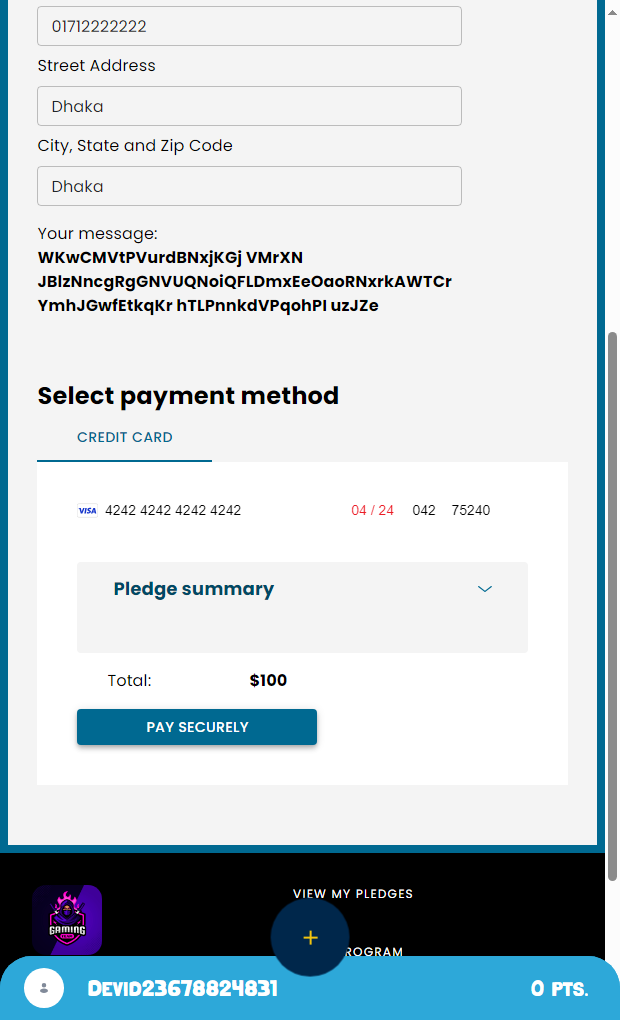 01712222222
Street Address
Dhaka
City, State and Zip Code
Dhaka
Your message:
WKwCMVtPVurdBNxjKGj VMrXN
JBlzNncgRgGNVUQNoiQFLDmxEeOaoRNxrkAWTCr
YmhJGwfEtkqKr hTLPnnkdVPqohPI uzJZe
Select payment method
CREDIT CARD
VISA 4242 4242 4242 4242 04 / 24 042 75240
Pledge summary
Total: $100
PAY SECURELY
VIEW MY PLEDGES
GAMING
ROGRAM
Devid23678824831 0 pts.